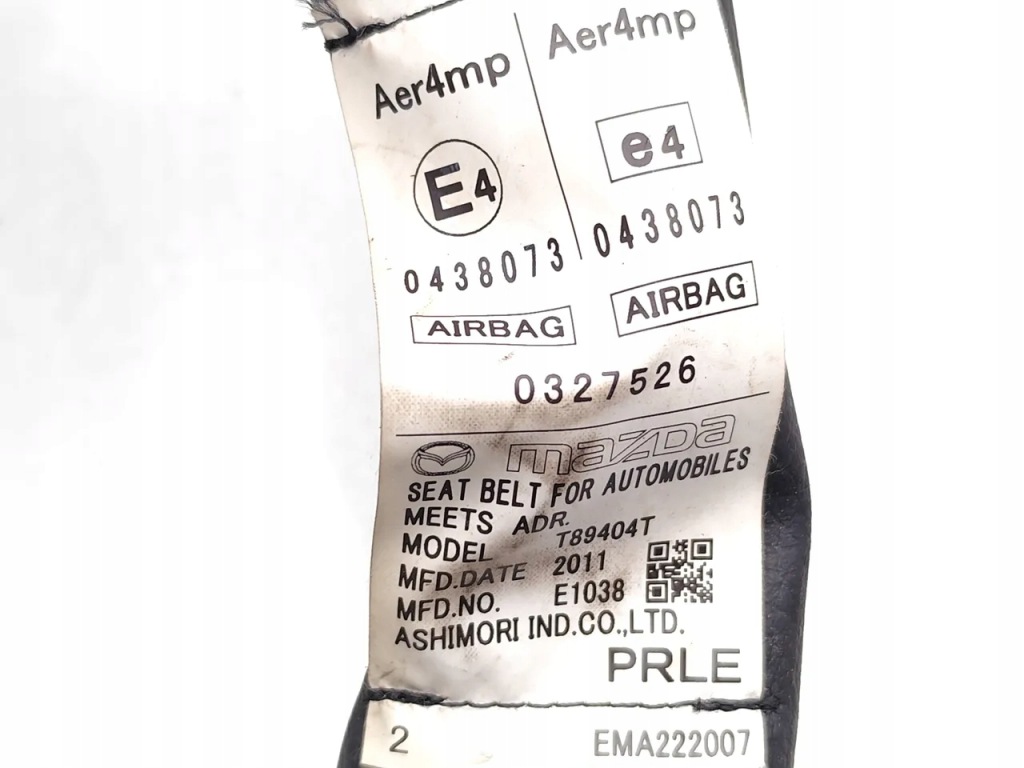 Aer4mp Aer4mp
E4 e4
0438073 0438073
AIRBAG AIRBAG
0327526
mazda
SEAT BELT FOR AUTOMOBILES
MEETS ADR.
MODEL T89404T
MFD.DATE 2011
MFD.NO. E1038
ASHIMORI IND.CO.,LTD.
PRLE
2 EMA222007